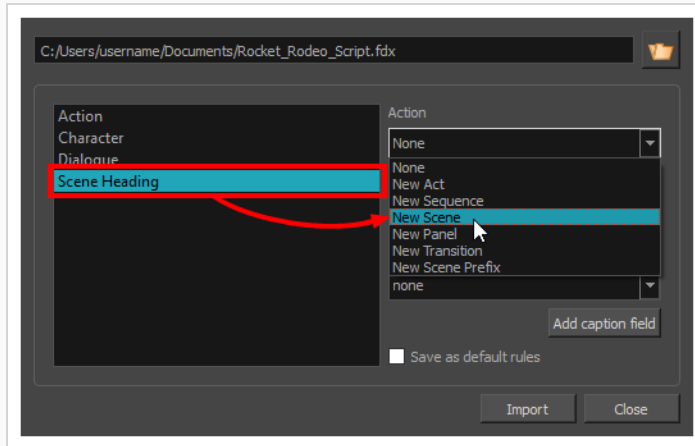 C:/Users/username/Documents/Rocket_Rodeo_Script.fdx
Action
Character
Dialogue
Scene Heading
Action
None
None
New Act
New Sequence
New Scene
New Panel
New Transition
New Scene Prefix
none
Add caption field
Save as default rules
Import
Close